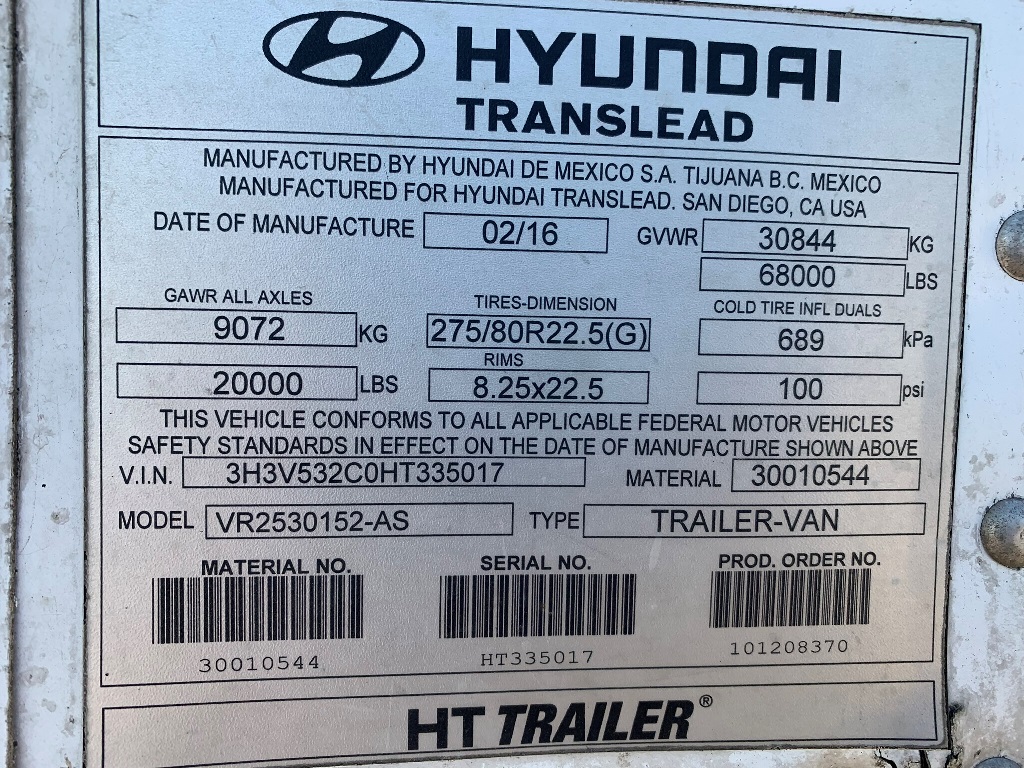 HYUNDAI
TRANSLEAD
MANUFACTURED BY HYUNDAI DE MEXICO S.A. TIJUANA B.C. MEXICO
MANUFACTURED FOR HYUNDAI TRANSLEAD. SAN DIEGO, CA USA
DATE OF MANUFACTURE 02/16 GVWR 30844 KG
68000 LBS
GAWR ALL AXLES TIRES-DIMENSION COLD TIRE INFL DUALS
9072 KG 275/80R22.5(G) 689 kPa
RIMS
20000 LBS 8.25x22.5 100 psi
THIS VEHICLE CONFORMS TO ALL APPLICABLE FEDERAL MOTOR VEHICLES
SAFETY STANDARDS IN EFFECT ON THE DATE OF MANUFACTURE SHOWN ABOVE
V.I.N. 3H3V532C0HT335017 MATERIAL 30010544
MODEL VR2530152-AS TYPE TRAILER-VAN
MATERIAL NO. SERIAL NO. PROD. ORDER NO.
30010544 HT335017 101208370
HT TRAILER®